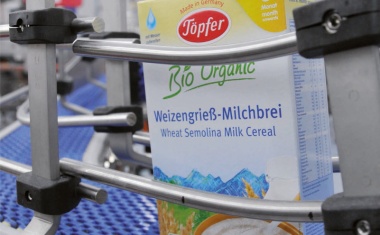 Made in Germany
Töpfer
Bio Organic
Weizengrieß-Milchbrei
Wheat Semolina Milk Cereal